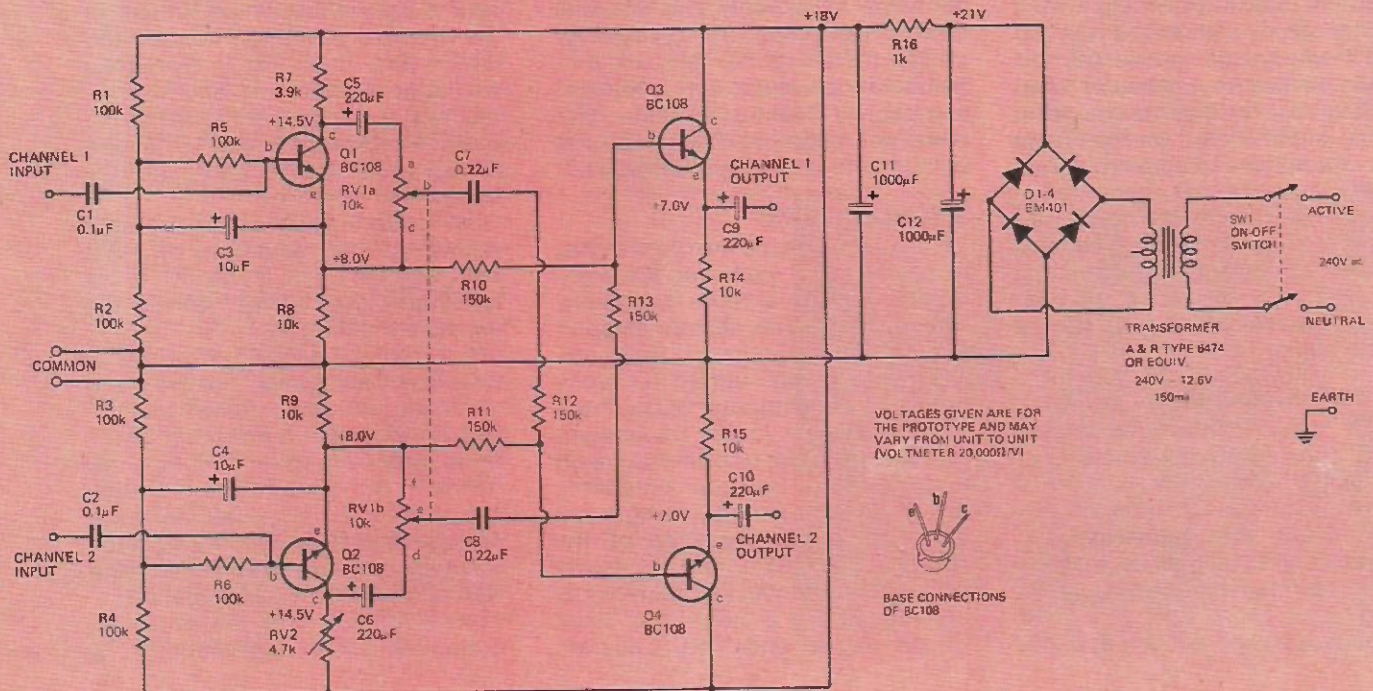 +18V
+21V
R16
1k
R7
3.9k
C5
220µF
Q3
BC108
R1
100k
+14.5V
R5
100k
CHANNEL 1
INPUT
b
c
e
Q1
BC108
RV1a
10k
a
b
c
C7
0.22µF
b
c
e
CHANNEL 1
OUTPUT
C11
1000µF
D1-4
EM401
SW1
ON-OFF
SWITCH
ACTIVE
C1
0.1µF
C3
10µF
+7.0V
C9
220µF
C12
1000µF
240V ac
+8.0V
R10
150k
R13
150k
R14
10k
R2
100k
R8
10k
NEUTRAL
TRANSFORMER
A & R TYPE 6474
OR EQUIV
240V - 12.6V
150ma
COMMON
R3
100k
R9
10k
R11
150k
R12
150k
R15
10k
EARTH
VOLTAGES GIVEN ARE FOR
THE PROTOTYPE AND MAY
VARY FROM UNIT TO UNIT
(VOLTMETER 20,000Ω/V)
+8.0V
C4
10µF
C2
0.1µF
C10
220µF
f
e
d
RV1b
10k
+7.0V
e
b
c
CHANNEL 2
INPUT
C8
0.22µF
CHANNEL 2
OUTPUT
e
b
c
Q2
BC108
R6
100k
b
e
c
BASE CONNECTIONS
OF BC108
R4
100k
+14.5V
RV2
4.7k
C6
220µF
Q4
BC108